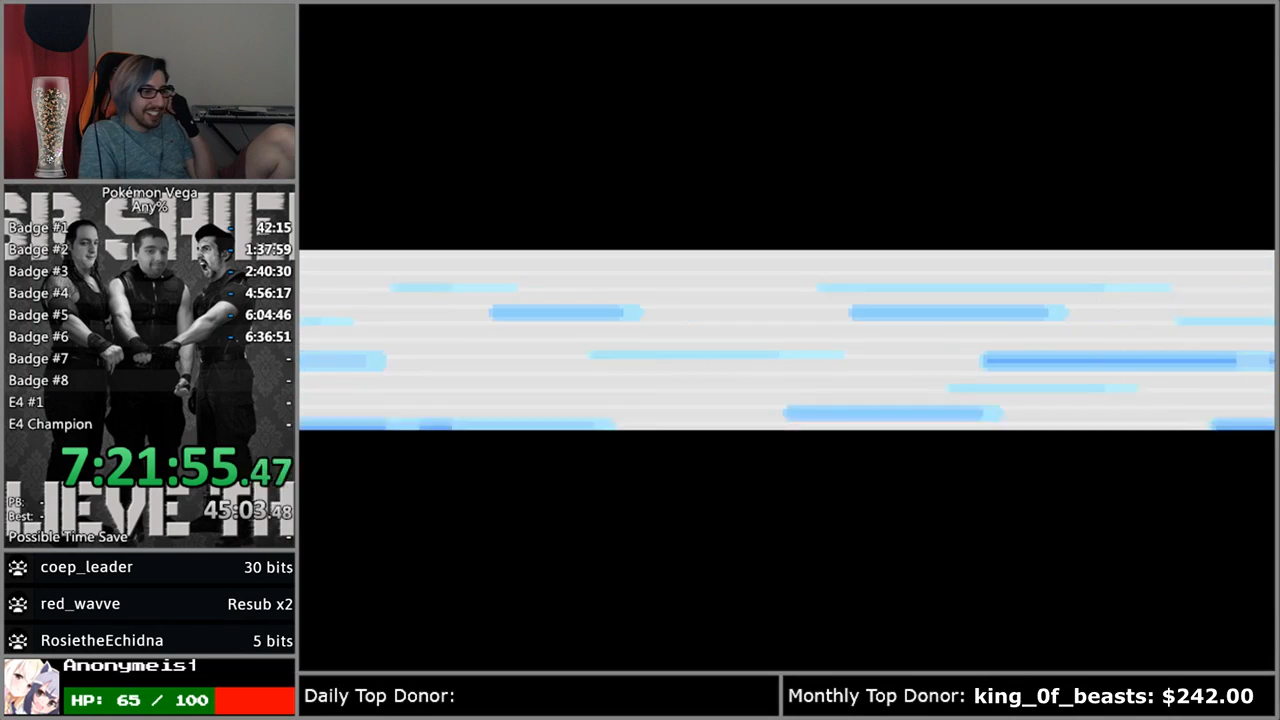 Pokémon Vega
Any%
Badge #1 - 42:15
Badge #2 - 1:37:59
Badge #3 - 2:40:30
Badge #4 - 4:56:17
Badge #5 - 6:04:46
Badge #6 - 6:36:51
Badge #7 -
Badge #8 -
E4 #1 -
E4 Champion -
7:21:55.47
PB: -
45:03.48
Best: -
LIEVE TH
Possible Time Save -
coep_leader 30 bits
red_wavve Resub x2
RosietheEchidna 5 bits
Anonymeist
HP: 65 / 100
Daily Top Donor:
Monthly Top Donor: king_0f_beasts: $242.00